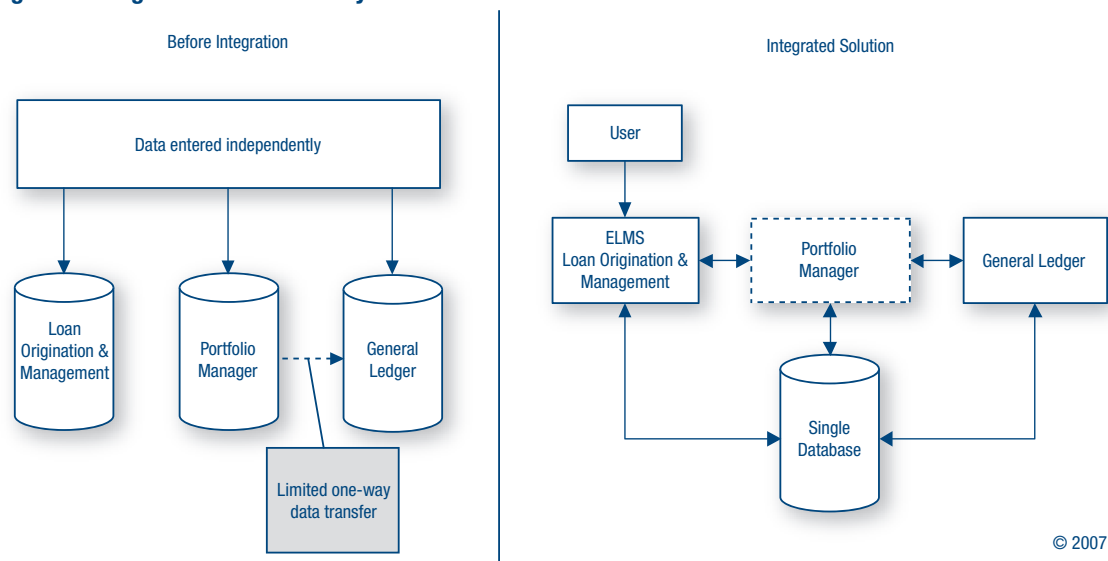 Before Integration
Data entered independently
Loan
Origination &
Management
Portfolio
Manager
General
Ledger
Limited one-way
data transfer
Integrated Solution
User
ELMS
Loan Origination &
Management
Portfolio
Manager
General Ledger
Single
Database
© 2007